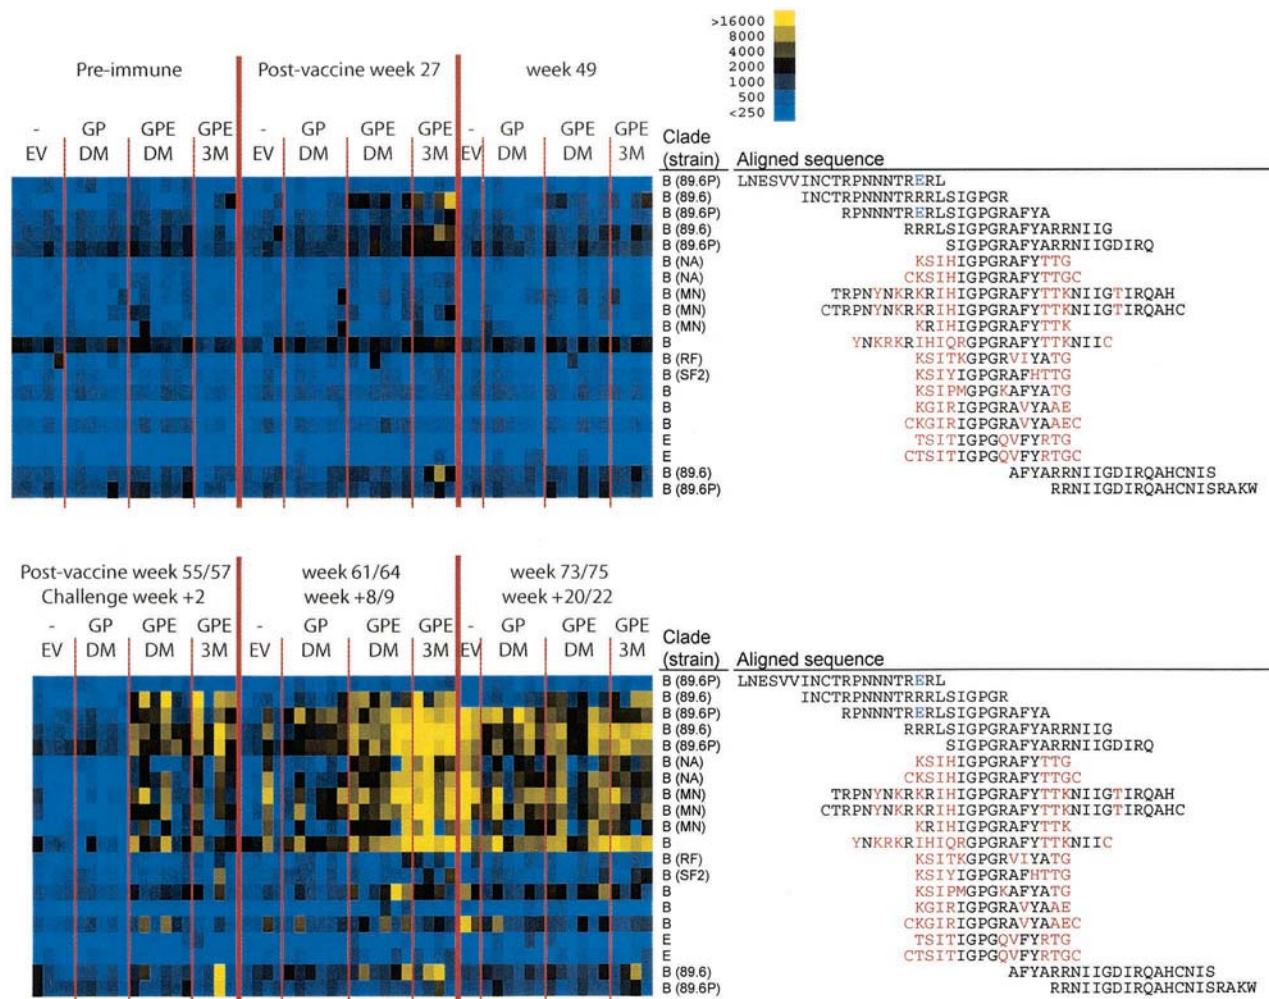 >16000
8000
4000
2000
1000
500
<250
Pre-immune Post-vaccine week 27 week 49
- GP GPE GPE - GP GPE GPE - GP GPE GPE
EV DM DM 3M EV DM DM 3M EV DM DM 3M
Clade
(strain) Aligned sequence
B (89.6P) LNESVVINCTRPNNNTRERL
B (89.6) INCTRPNNNTRRRLSIGPGR
B (89.6P) RPNNNTRERLSIGPGRAFYA
B (89.6) RRRLSIGPGRAFYARRNIIG
B (89.6P) SIGPGRAFYARRNIIGDIRQ
B (NA) KSIHIGPGRAFYTTG
B (NA) CKSIHIGPGRAFYTTGC
B (MN) TRPNYNKRKRIHIGPGRAFYTTKNIIGTIRQAH
B (MN) CTRPNYNKRKRIHIGPGRAFYTTKNIIGTIRQAHC
B (MN) KRIHIGPGRAFYTTK
B YNKRKRIHIQRGPGRAFYTTKNIIC
B (RF) KSITKGPGRVIYATG
B (SF2) KSIYIGPGRAFHTTG
B KSIPMGPGKAFYATG
B KGIRIGPGRAVYAAE
B CKGIRIGPGRAVYAAEC
E TSITIGPGQVFYRTG
E CTSITIGPGQVFYRTGC
B (89.6) AFYARRNIIGDIRQAHCNIS
B (89.6P) RRNIIGDIRQAHCNISRAKW
Post-vaccine week 55/57 week 61/64 week 73/75
Challenge week +2 week +8/9 week +20/22
- GP GPE GPE - GP GPE GPE - GP GPE GPE
EV DM DM 3M EV DM DM 3M EV DM DM 3M
Clade
(strain) Aligned sequence
B (89.6P) LNESVVINCTRPNNNTRERL
B (89.6) INCTRPNNNTRRRLSIGPGR
B (89.6P) RPNNNTRERLSIGPGRAFYA
B (89.6) RRRLSIGPGRAFYARRNIIG
B (89.6P) SIGPGRAFYARRNIIGDIRQ
B (NA) KSIHIGPGRAFYTTG
B (NA) CKSIHIGPGRAFYTTGC
B (MN) TRPNYNKRKRIHIGPGRAFYTTKNIIGTIRQAH
B (MN) CTRPNYNKRKRIHIGPGRAFYTTKNIIGTIRQAHC
B (MN) KRIHIGPGRAFYTTK
B YNKRKRIHIQRGPGRAFYTTKNIIC
B (RF) KSITKGPGRVIYATG
B (SF2) KSIYIGPGRAFHTTG
B KSIPMGPGKAFYATG
B KGIRIGPGRAVYAAE
B CKGIRIGPGRAVYAAEC
E TSITIGPGQVFYRTG
E CTSITIGPGQVFYRTGC
B (89.6) AFYARRNIIGDIRQAHCNIS
B (89.6P) RRNIIGDIRQAHCNISRAKW